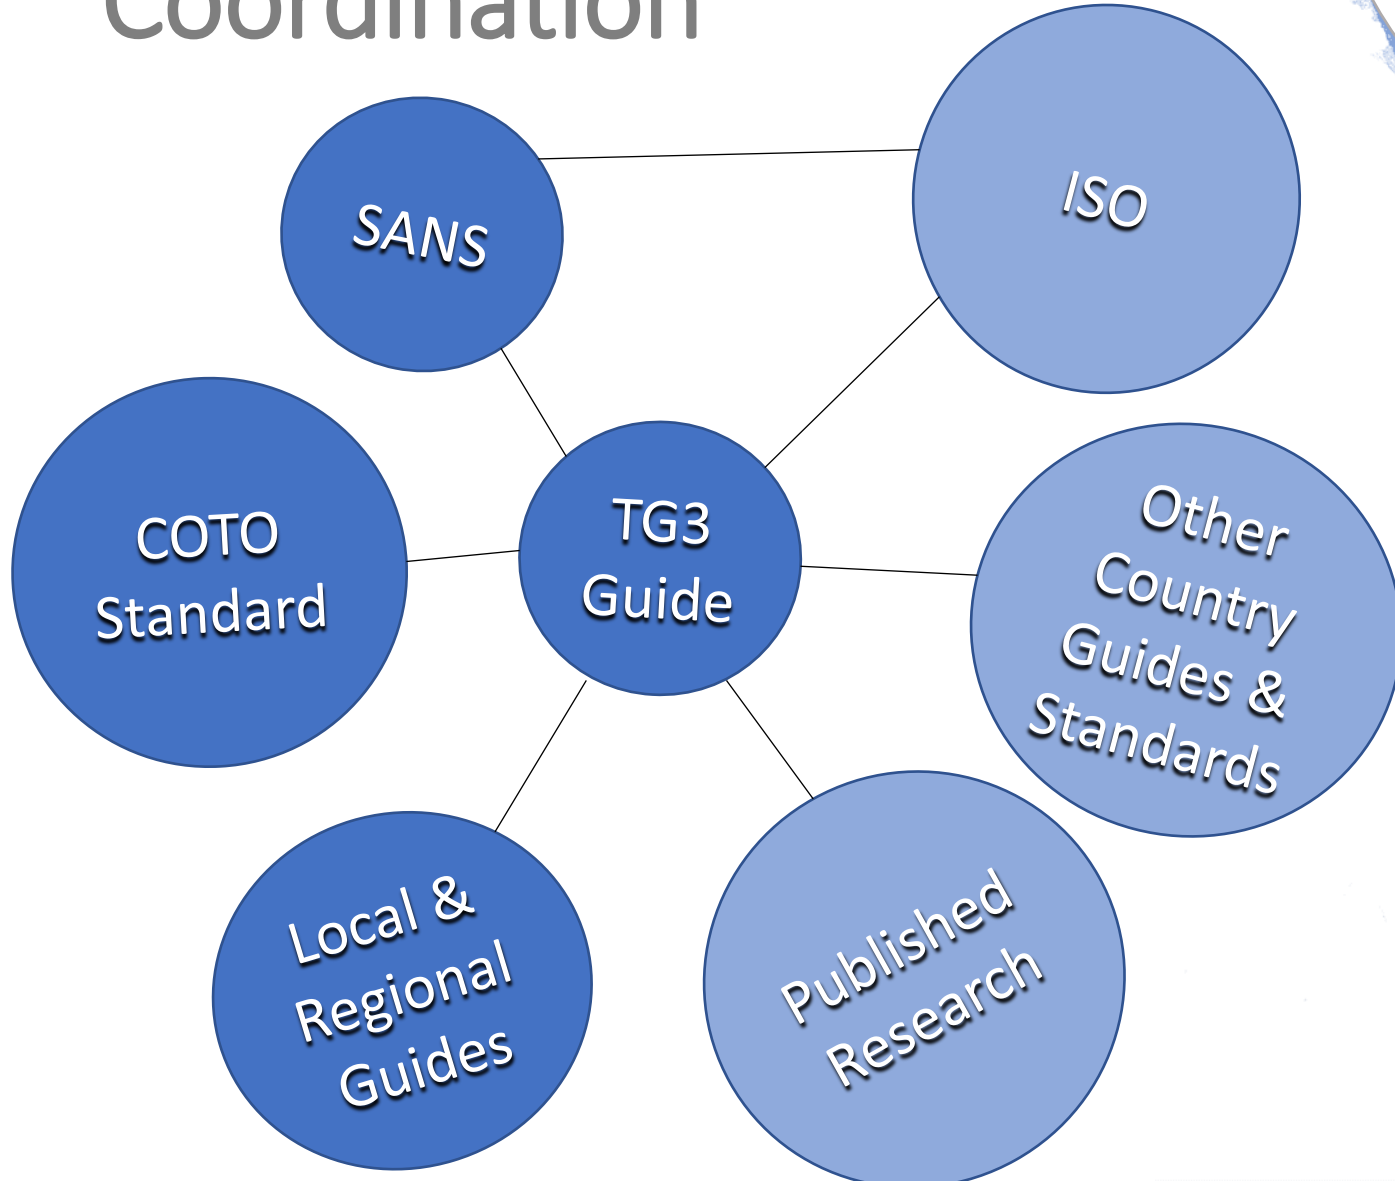 Coordination
SANS
ISO
COTO
Standard
TG3
Guide
Other
Country
Guides &
Standards
Local &
Regional
Guides
Published
Research